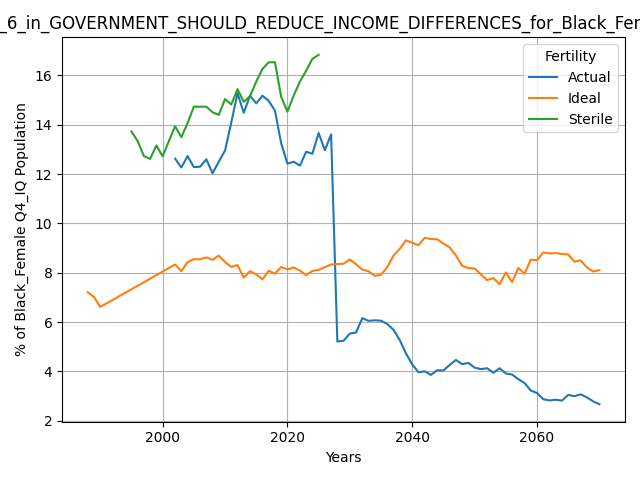 _6_in_GOVERNMENT_SHOULD_REDUCE_INCOME_DIFFERENCES_for_Black_Fer
Fertility
Actual
Ideal
Sterile
% of Black_Female Q4_IQ Population
16
14
12
10
8
6
4
2
2000
2020
2040
2060
Years